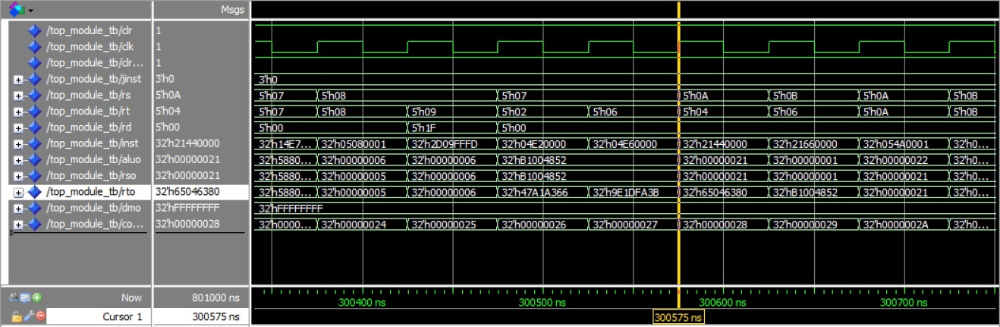 Msgs
/top_module_tb/clr 1
/top_module_tb/clk 1
/top_module_tb/clr... 1
/top_module_tb/jinst 3'h0 3'h0
/top_module_tb/rs 5'h0A 5'h07 5'h08 5'h07 5'h0A 5'h0B 5'h0A 5'h0B
/top_module_tb/rt 5'h04 5'h07 5'h08 5'h09 5'h02 5'h06 5'h04 5'h06 5'h0A 5'h0B
/top_module_tb/rd 5'h00 5'h00 5'h1F 5'h00
/top_module_tb/inst 32'h21440000 32'h14E7... 32'h05080001 32'h2D09FFFD 32'h04E20000 32'h04E60000 32'h21440000 32'h21660000 32'h054A0001 32'h0...
/top_module_tb/aluo 32'h00000021 32'h5880... 32'h00000006 32'h00000006 32'hB1004852 32'h00000021 32'h00000001 32'h00000022 32'h0...
/top_module_tb/rso 32'h00000021 32'h5880... 32'h00000005 32'h00000006 32'hB1004852 32'h00000021 32'h00000001 32'h00000021 32'h0...
/top_module_tb/rto 32'h65046380 32'h5880... 32'h00000005 32'h00000006 32'h47A1A366 32'h9E1DFA3B 32'h65046380 32'hB1004852 32'h00000021 32'h0...
/top_module_tb/dmo 32'hFFFFFFFF 32'hFFFFFFFF
/top_module_tb/co... 32'h00000028 32'h0000... 32'h00000024 32'h00000025 32'h00000026 32'h00000027 32'h00000028 32'h00000029 32'h0000002A 32'h0...
Now 801000 ns 300400 ns 300500 ns 300600 ns 300700 ns
Cursor 1 300575 ns 300575 ns